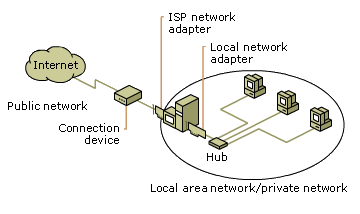 ISP network
adapter
Local network
adapter
Internet
Public network
Connection
device
Hub
Local area network/private network